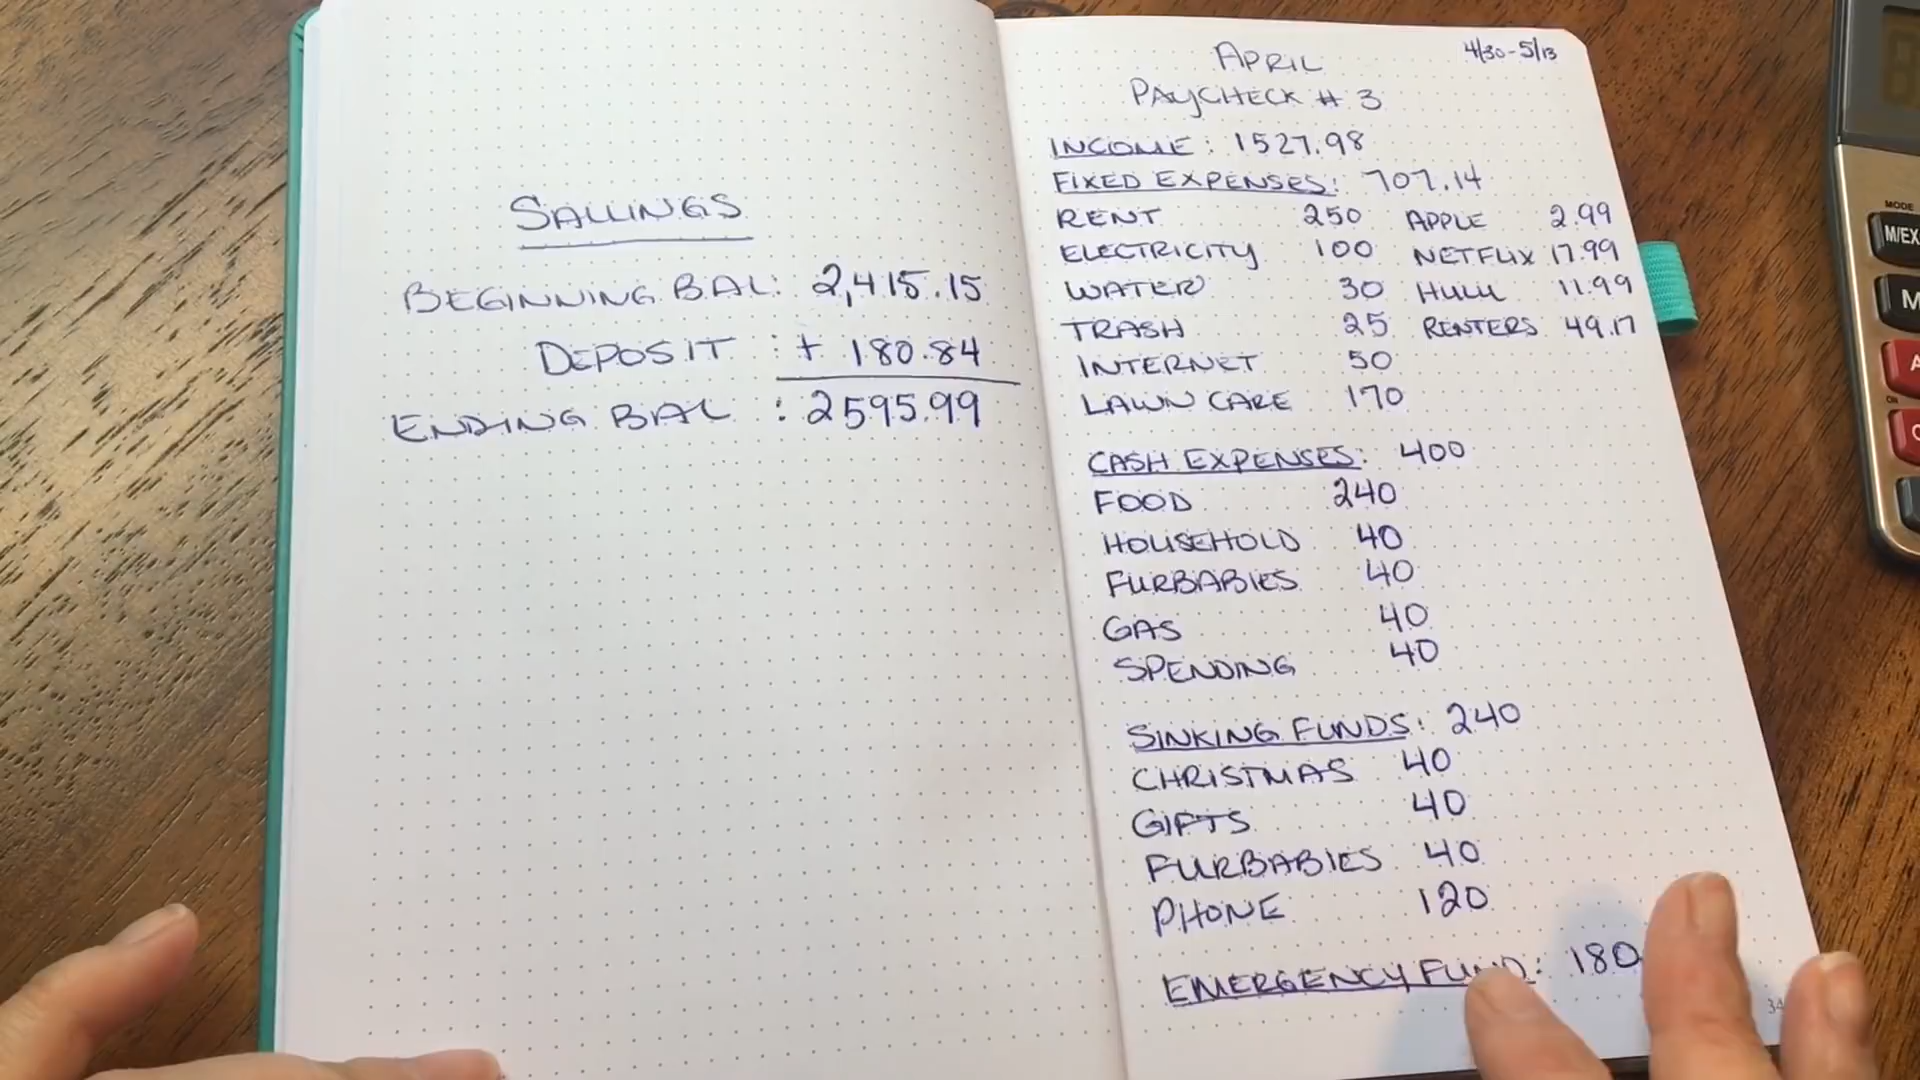 SAVINGS
BEGINNING BAL: 2,415.15
DEPOSIT : + 180.84
ENDING BAL : 2595.99
APRIL 4/30-5/13
PAYCHECK # 3
INCOME: 1527.98
FIXED EXPENSES: 707.14
RENT 250 APPLE 2.99
ELECTRICITY 100 NETFLIX 17.99
WATER 30 HULU 11.99
TRASH 25 RENTERS 49.17
INTERNET 50
LAWN CARE 170
CASH EXPENSES: 400
FOOD 240
HOUSEHOLD 40
FURBABIES 40
GAS 40
SPENDING 40
SINKING FUNDS: 240
CHRISTMAS 40
GIFTS 40
FURBABIES 40
PHONE 120
EMERGENCY FUND: 180
34
MODE
M/EX
ON